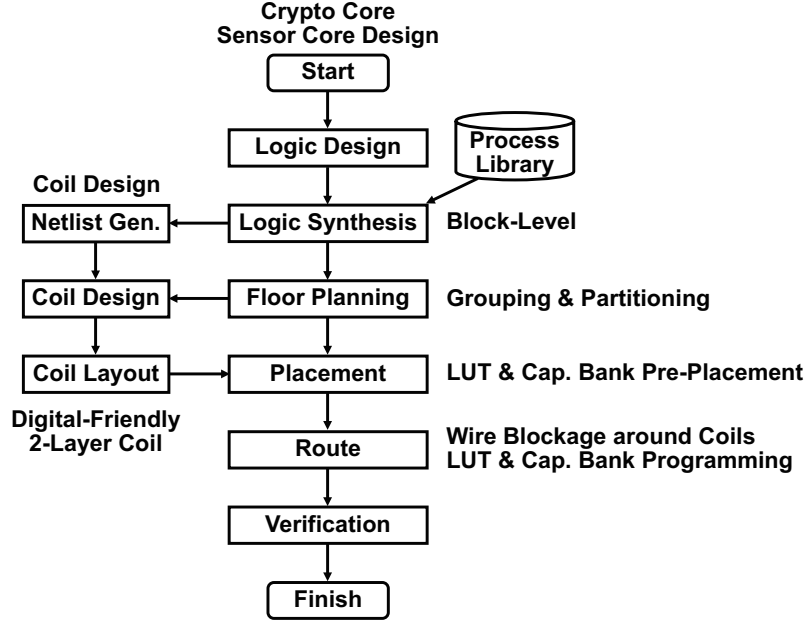 Crypto Core
Sensor Core Design
Start
Logic Design
Process
Library
Coil Design
Netlist Gen.
Logic Synthesis
Block-Level
Coil Design
Floor Planning
Grouping & Partitioning
Coil Layout
Placement
LUT & Cap. Bank Pre-Placement
Digital-Friendly
2-Layer Coil
Route
Wire Blockage around Coils
LUT & Cap. Bank Programming
Verification
Finish